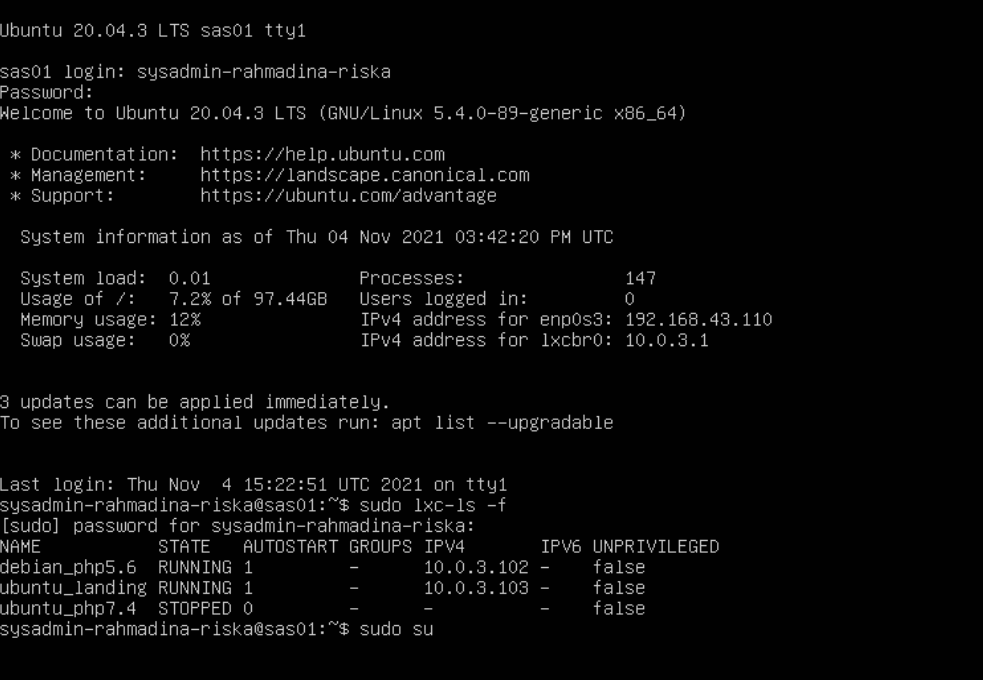 Ubuntu 20.04.3 LTS sas01 tty1
sas01 login: sysadmin-rahmadina-riska
Password:
Welcome to Ubuntu 20.04.3 LTS (GNU/Linux 5.4.0-89-generic x86_64)
* Documentation:  https://help.ubuntu.com
* Management:     https://landscape.canonical.com
* Support:        https://ubuntu.com/advantage
System information as of Thu 04 Nov 2021 03:42:20 PM UTC
System load:  0.01              Processes:               147
Usage of /:   7.2% of 97.44GB   Users logged in:         0
Memory usage: 12%               IPv4 address for enp0s3: 192.168.43.110
Swap usage:   0%                IPv4 address for lxcbr0: 10.0.3.1
3 updates can be applied immediately.
To see these additional updates run: apt list --upgradable
Last login: Thu Nov  4 15:22:51 UTC 2021 on tty1
sysadmin-rahmadina-riska@sas01:~$ sudo lxc-ls -f
[sudo] password for sysadmin-rahmadina-riska:
NAME           STATE   AUTOSTART GROUPS IPV4       IPV6 UNPRIVILEGED
debian_php5.6  RUNNING 1         -      10.0.3.102 -    false
ubuntu_landing RUNNING 1         -      10.0.3.103 -    false
ubuntu_php7.4  STOPPED 0         -      -          -    false
sysadmin-rahmadina-riska@sas01:~$ sudo su